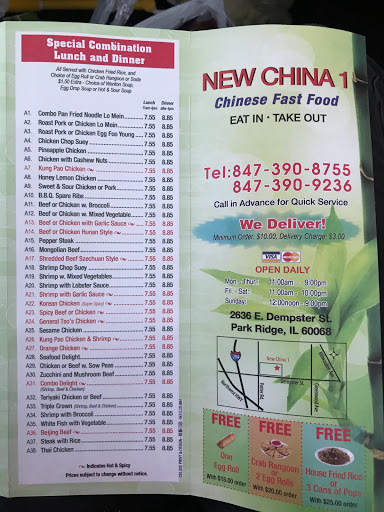 Special Combination
Lunch and Dinner
All Served with Chicken Fried Rice, and
Choice of Egg Roll or Crab Rangoon or Soda
$1.50 Extra - Choice of Wonton Soup,
Egg Drop Soup or Hot & Sour Soup
Lunch Dinner
A1. Combo Pan Fried Noodle Lo Mein 7.55 8.85
A2. Roast Pork or Chicken Lo Mein 7.55 8.85
A3. Roast Pork or Chicken Egg Foo Young 7.55 8.85
A4. Chicken Chop Suey 7.55 8.85
A5. Pineapple Chicken 7.55 8.85
A6. Chicken with Cashew Nuts 7.55 8.85
A7. Kung Pao Chicken 7.55 8.85
A8. Honey Lemon Chicken 7.55 8.85
A9. Sweet & Sour Chicken or Pork 7.55 8.85
A10. B.B.Q. Spare Ribs 7.55 8.85
A11. Beef or Chicken w. Broccoli 7.55 8.85
A12. Beef or Chicken w. Mixed Vegetable 7.55 8.85
A13. Beef or Chicken with Garlic Sauce 7.55 8.85
A14. Beef or Chicken Hunan Style 7.55 8.85
A15. Pepper Steak 7.55 8.85
A16. Mongolian Beef 7.55 8.85
A17. Shredded Beef Szechuan Style 7.55 8.85
A18. Shrimp Chop Suey 7.55 8.85
A19. Shrimp w. Mixed Vegetables 7.55 8.85
A20. Shrimp with Lobster Sauce 7.55 8.85
A21. Shrimp with Garlic Sauce 7.55 8.85
A22. Korean Chicken (Super Spicy) 7.55 8.85
A23. Spicy Beef or Chicken 7.55 8.85
A24. General Tso's Chicken 7.55 8.85
A25. Sesame Chicken 7.55 8.85
A26. Kung Pao Chicken & Shrimp 7.55 8.85
A27. Orange Chicken 7.55 8.85
A28. Seafood Delight 7.55 8.85
A29. Chicken or Beef w. Snow Peas 7.55 8.85
A30. Zucchini and Mushroom Beef 7.55 8.85
A31. Combo Delight 7.55 8.85
(Shrimp, Beef & Chicken)
A32. Teriyaki Chicken or Beef 7.55 8.85
A33. Triple Crown (Shrimp, Beef & Chicken) 7.55 8.85
A34. Shrimp with Broccoli 7.55 8.85
A35. White Fish with Vegetable 7.55 8.85
A36. Beijing Beef 7.55 8.85
A37. Steak with Rice 7.55 8.85
A38. Thai Chicken 7.55 8.85
Indicates Hot & Spicy
Prices subject to change without notice.
NEW CHINA 1
Chinese Fast Food
EAT IN • TAKE OUT
Tel:847-390-8755
847-390-9236
Call in Advance for Quick Service
We Deliver!
Minimum Order: $10.00, Delivery Charge: $3.00
VISA MasterCard
OPEN DAILY
Mon - Thur: 11:00am - 9:00pm
Fri. - Sat.: 11:00am - 10:00pm
Sunday: 12:00noon - 9:00pm
2636 E. Dempster St.
Park Ridge, IL 60068
New China 1
Dempster St.
Potter Rd
Greenwood Ave
FREE
One
Egg Roll
With $15.00 order
FREE
Crab Rangoon
or
2 Egg Rolls
With $20.00 order
FREE
House Fried Rice
or
3 Cans of Pops
With $25.00 order